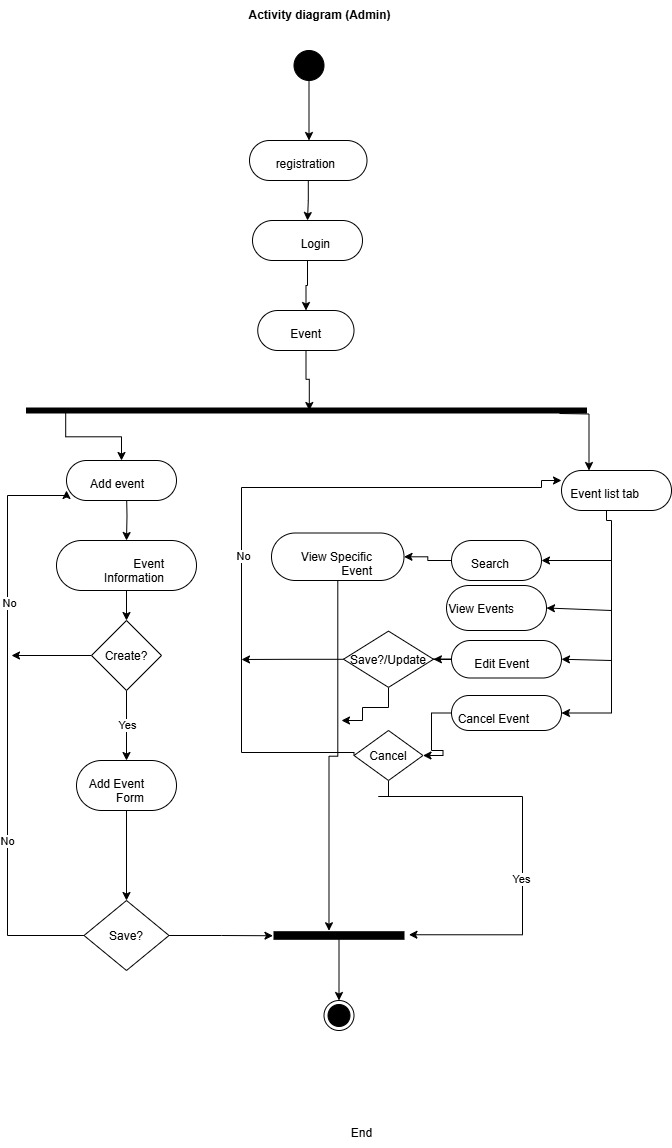 Activity diagram (Admin)
registration
Login
Event
Add event
Event list tab
Event
Information
No
View Specific
Event
Search
No
View Events
Create?
Save?/Update
Edit Event
Cancel Event
Yes
Cancel
Add Event
Form
No
Yes
Save?
End